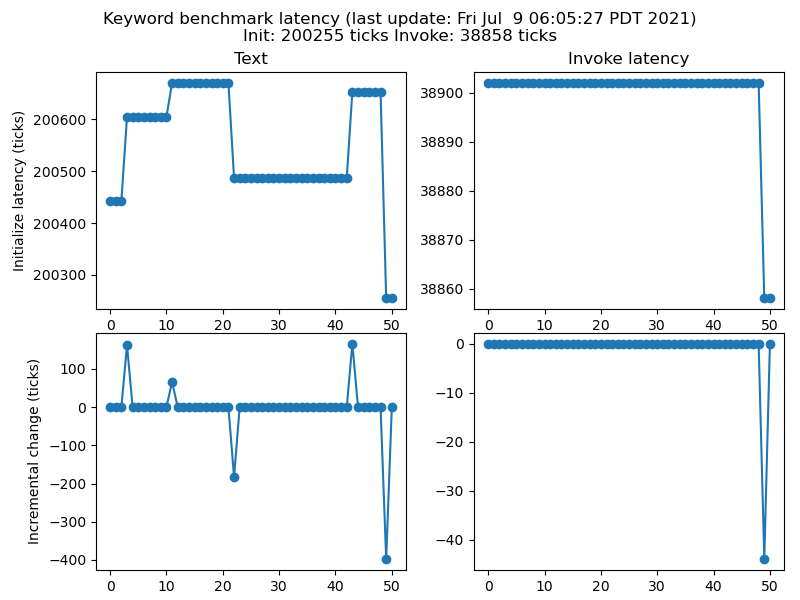 Keyword benchmark latency (last update: Fri Jul  9 06:05:27 PDT 2021)
Init: 200255 ticks Invoke: 38858 ticks
Text
Initialize latency (ticks)
200600
200500
200400
200300
0 10 20 30 40 50
Invoke latency
38900
38890
38880
38870
38860
0 10 20 30 40 50
Incremental change (ticks)
100
0
−100
−200
−300
−400
0 10 20 30 40 50
0
−10
−20
−30
−40
0 10 20 30 40 50